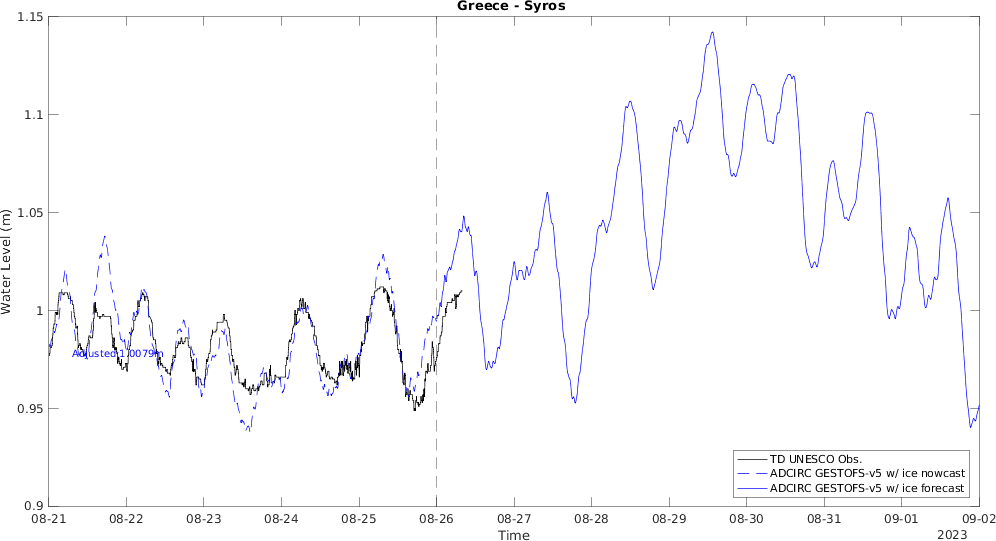 Greece - Syros
1.15
1.1
1.05
1
0.95
0.9
Water Level (m)
Adjusted 1.0079m
TD UNESCO Obs.
ADCIRC GESTOFS-v5 w/ ice nowcast
ADCIRC GESTOFS-v5 w/ ice forecast
08-21 08-22 08-23 08-24 08-25 08-26 08-27 08-28 08-29 08-30 08-31 09-01 09-02
Time
2023